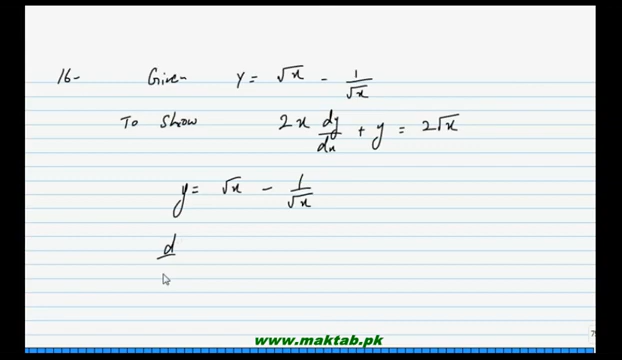 16- Given y = √x - 1/√x
To Show 2x dy/dx + y = 2√x
y = √x - 1/√x
d
www.maktab.pk